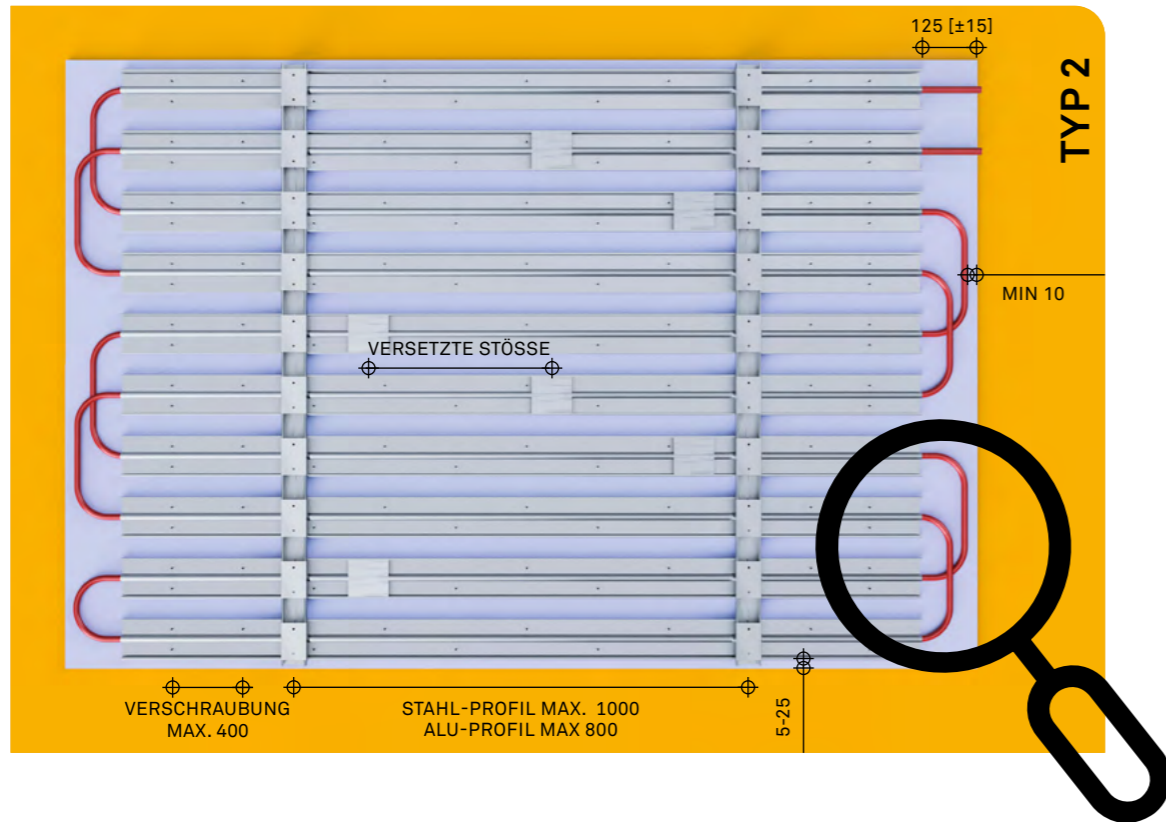 125 [±15]
TYP 2
MIN 10
VERSETZTE STÖSSE
VERSCHRAUBUNG
MAX. 400
STAHL-PROFIL MAX. 1000
ALU-PROFIL MAX 800
5-25